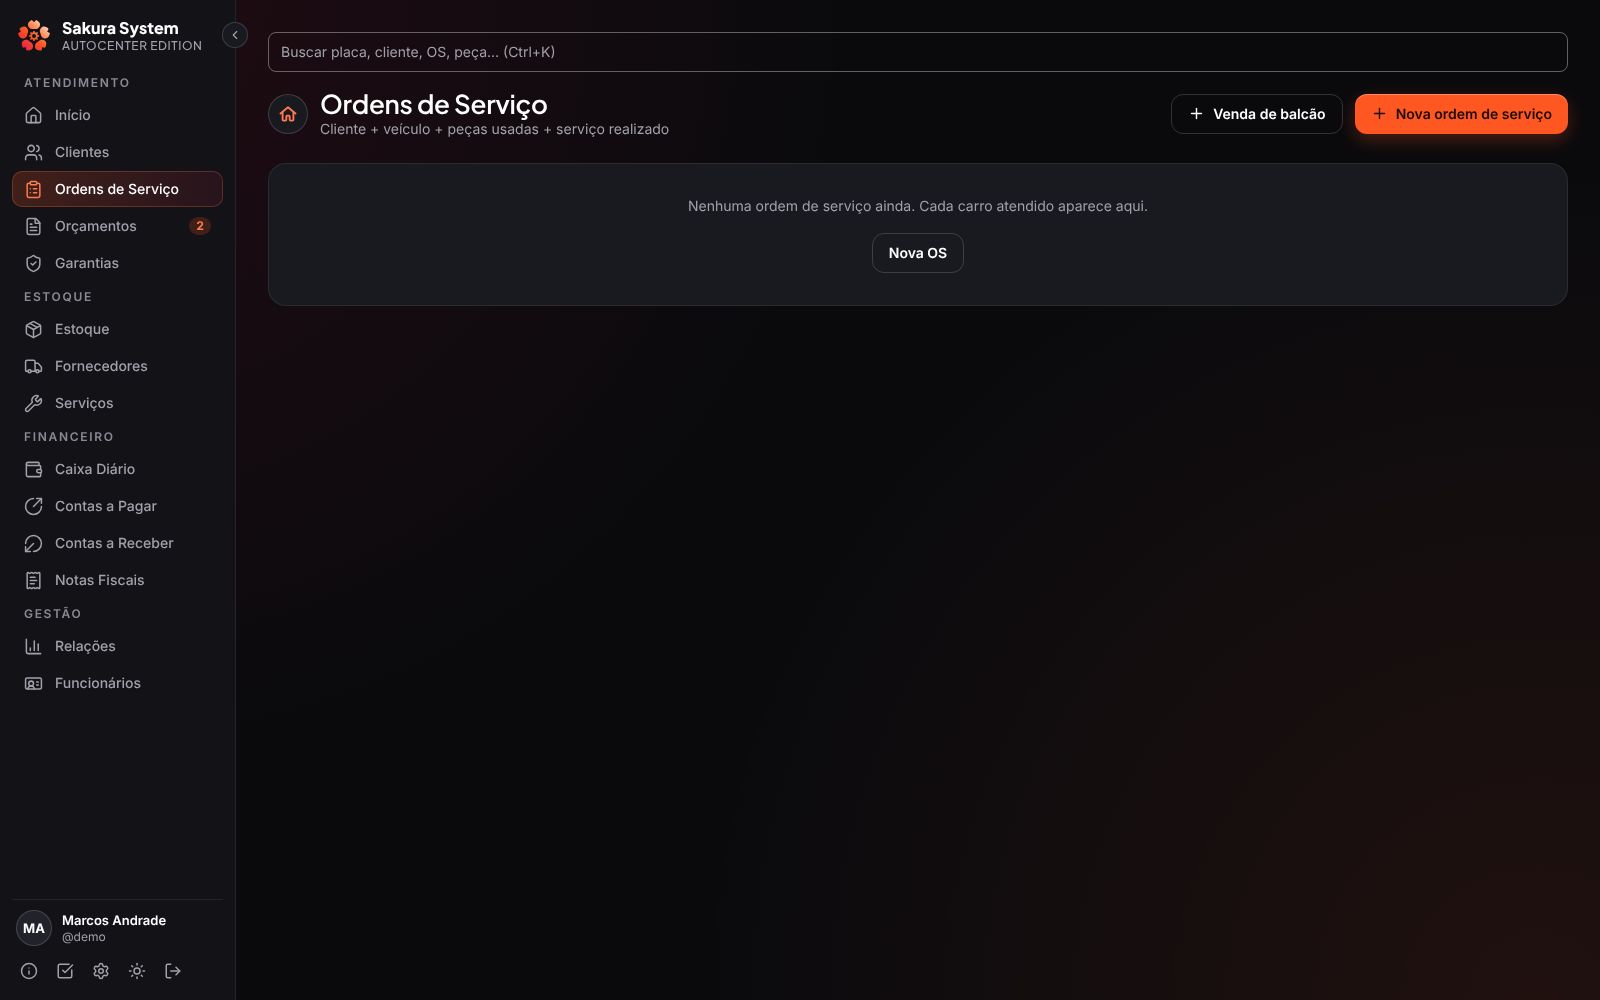 Sakura System
AUTOCENTER EDITION
ATENDIMENTO
Início
Clientes
Ordens de Serviço
Orçamentos 2
Garantias
ESTOQUE
Estoque
Fornecedores
Serviços
FINANCEIRO
Caixa Diário
Contas a Pagar
Contas a Receber
Notas Fiscais
GESTÃO
Relações
Funcionários
MA
Marcos Andrade
@demo
Buscar placa, cliente, OS, peça... (Ctrl+K)
Ordens de Serviço
Cliente + veículo + peças usadas + serviço realizado
Venda de balcão
Nova ordem de serviço
Nenhuma ordem de serviço ainda. Cada carro atendido aparece aqui.
Nova OS